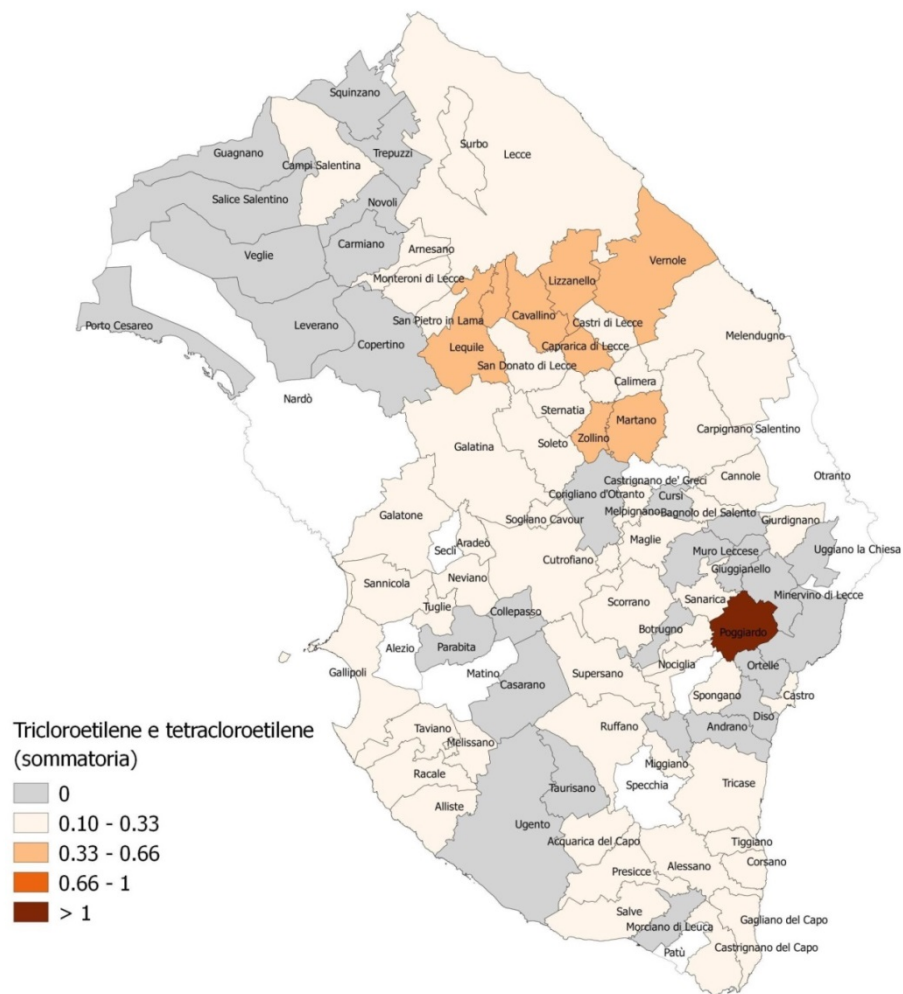 Squinzano
Surbo
Lecce
Guagnano
Trepuzzi
Campi Salentina
Salice Salentino
Novoli
Carmiano
Arnesano
Veglie
Vernole
Monteroni di Lecce
Lizzanello
Porto Cesareo
Leverano
San Pietro in Lama
Cavallino
Castri di Lecce
Copertino
Lequile
Caprarica di Lecce
Melendugno
San Donato di Lecce
Calimera
Nardò
Sternatia
Martano
Galatina
Soleto
Zollino
Carpignano Salentino
Cannole
Otranto
Castrignano de' Greci
Corigliano d'Otranto
Cursi
Galatone
Sogliano Cavour
Melpignano
Bagnolo del Salento
Giurdignano
Seclì
Aradeo
Maglie
Cutrofiano
Muro Leccese
Uggiano la Chiesa
Giuggianello
Sannicola
Neviano
Minervino di Lecce
Tuglie
Collepasso
Scorrano
Sanarica
Botrugno
Poggiardo
Alezio
Parabita
Gallipoli
Matino
Casarano
Supersano
Nociglia
Ortelle
Spongano
Castro
Taviano
Ruffano
Andrano
Diso
Melissano
Racale
Miggiano
Specchia
Tricase
Alliste
Taurisano
Ugento
Acquarica del Capo
Tiggiano
Presicce
Alessano
Corsano
Salve
Morciano di Leuca
Gagliano del Capo
Patù
Castrignano del Capo
Tricloroetilene e tetracloroetilene
(sommatoria)
0
0.10 - 0.33
0.33 - 0.66
0.66 - 1
> 1